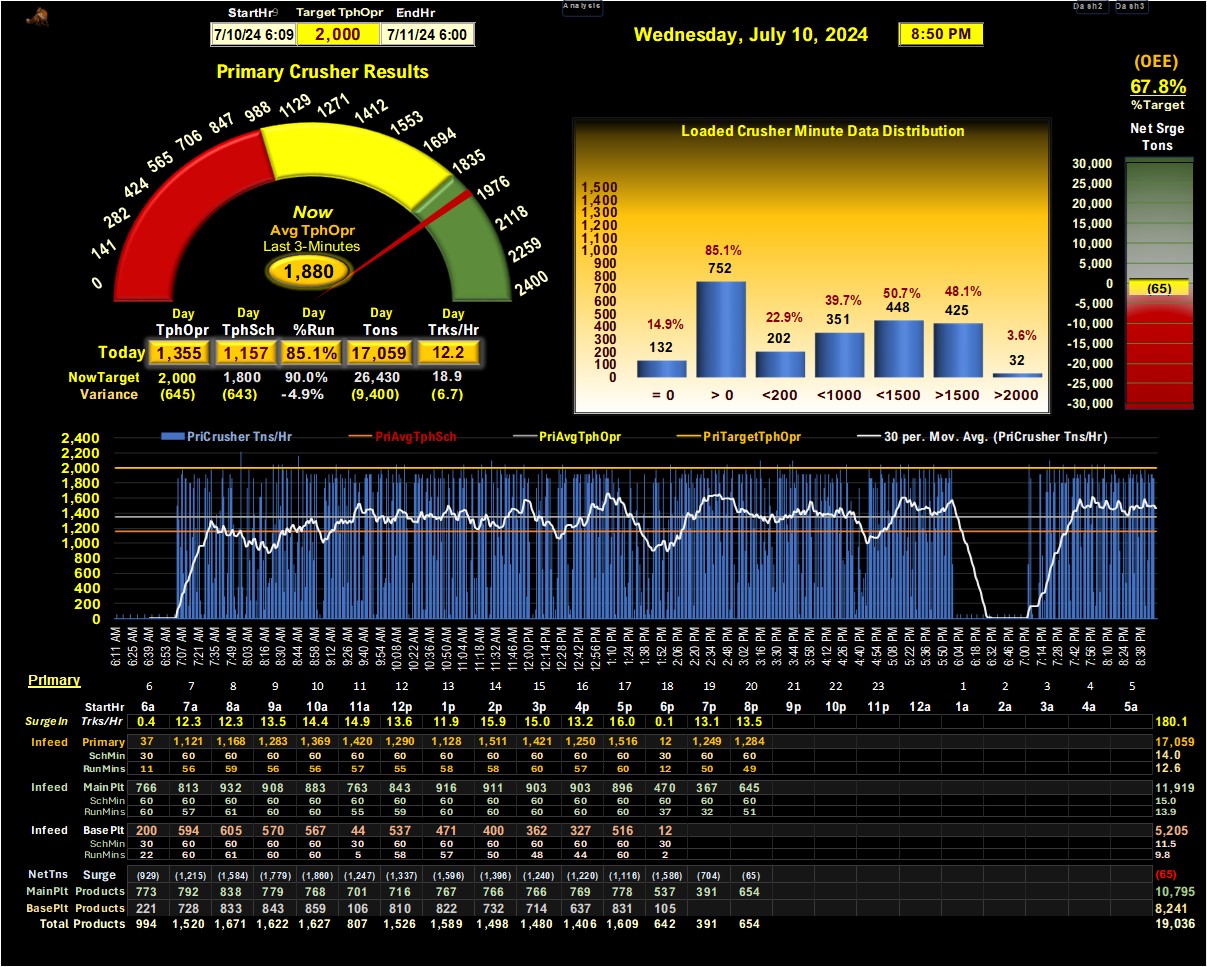 Analysis
Dash2 Dash3
StartHr Target TphOpr EndHr
7/10/24 6:09 2,000 7/11/24 6:00
Wednesday, July 10, 2024 8:50 PM
(OEE)
67.8%
%Target
Net Srge
Tons
30,000
25,000
20,000
15,000
10,000
5,000
0
(65)
-5,000
-10,000
-15,000
-20,000
-25,000
-30,000
Primary Crusher Results
0 141 282 424 565 706 847 988 1129 1271 1412 1553 1694 1835 1976 2118 2259 2400
Now
Avg TphOpr
Last 3-Minutes
1,880
Day Day Day Day Day
TphOpr TphSch %Run Tons Trks/Hr
Today 1,355 1,157 85.1% 17,059 12.2
NowTarget 2,000 1,800 90.0% 26,430 18.9
Variance (645) (643) -4.9% (9,400) (6.7)
Loaded Crusher Minute Data Distribution
1,500
1,400
1,300
1,200
1,100
1,000
900
800
700
600
500
400
300
200
100
0
14.9% 85.1% 22.9% 39.7% 50.7% 48.1% 3.6%
132 752 202 351 448 425 32
= 0 > 0 <200 <1000 <1500 >1500 >2000
PriCrusher Tns/Hr PriAvgTphSch PriAvgTphOpr PriTargetTphOpr 30 per. Mov. Avg. (PriCrusher Tns/Hr)
2,400
2,200
2,000
1,800
1,600
1,400
1,200
1,000
800
600
400
200
0
6:11 AM 6:25 AM 6:39 AM 6:53 AM 7:07 AM 7:21 AM 7:35 AM 7:49 AM 8:03 AM 8:16 AM 8:30 AM 8:44 AM 8:58 AM 9:12 AM 9:26 AM 9:40 AM 9:54 AM 10:08 AM 10:22 AM 10:36 AM 10:50 AM 11:04 AM 11:18 AM 11:32 AM 11:46 AM 12:00 PM 12:14 PM 12:28 PM 12:42 PM 12:56 PM 1:10 PM 1:24 PM 1:38 PM 1:52 PM 2:06 PM 2:20 PM 2:34 PM 2:48 PM 3:02 PM 3:16 PM 3:30 PM 3:44 PM 3:58 PM 4:12 PM 4:26 PM 4:40 PM 4:54 PM 5:08 PM 5:22 PM 5:36 PM 5:50 PM 6:04 PM 6:18 PM 6:32 PM 6:46 PM 7:00 PM 7:14 PM 7:28 PM 7:42 PM 7:56 PM 8:10 PM 8:24 PM 8:38 PM
Primary
6 7 8 9 10 11 12 13 14 15 16 17 18 19 20 21 22 23 1 2 3 4 5
StartHr 6a 7a 8a 9a 10a 11a 12p 1p 2p 3p 4p 5p 6p 7p 8p 9p 10p 11p 12a 1a 2a 3a 4a 5a
SurgeIn Trks/Hr 0.4 12.3 12.3 13.5 14.4 14.9 13.6 11.9 15.9 15.0 13.2 16.0 0.1 13.1 13.5 180.1
Infeed Primary 37 1,121 1,168 1,283 1,369 1,420 1,290 1,128 1,511 1,421 1,250 1,516 12 1,249 1,284 17,059
SchMin 30 60 60 60 60 60 60 60 60 60 60 60 30 60 60 14.0
RunMins 11 56 59 56 56 57 55 58 58 60 57 60 12 50 49 12.6
Infeed MainPlt 766 813 932 908 883 763 843 916 911 903 903 896 470 367 645 11,919
SchMin 60 60 60 60 60 60 60 60 60 60 60 60 60 60 60 15.0
RunMins 60 57 61 60 60 55 59 60 60 60 60 60 37 32 51 13.9
Infeed Base Plt 200 594 605 570 567 44 537 471 400 362 327 516 12 5,205
SchMin 30 60 60 60 60 30 60 60 60 60 60 60 30 11.5
RunMins 22 60 61 60 60 5 58 57 50 48 44 60 2 9.8
NetTns Surge (929) (1,215) (1,584) (1,779) (1,860) (1,247) (1,337) (1,596) (1,396) (1,240) (1,220) (1,116) (1,586) (704) (65) (65)
MainPlt Products 773 792 838 779 768 701 716 767 766 766 769 778 537 391 654 10,795
BasePlt Products 221 728 833 843 859 106 810 822 732 714 637 831 105 8,241
Total Products 994 1,520 1,671 1,622 1,627 807 1,526 1,589 1,498 1,480 1,406 1,609 642 391 654 19,036